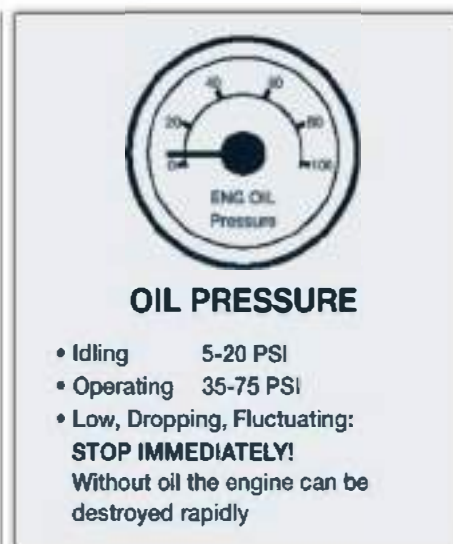 40 60
20 80
0 100
ENG OIL
Pressure
OIL PRESSURE
• Idling 5-20 PSI
• Operating 35-75 PSI
• Low, Dropping, Fluctuating:
STOP IMMEDIATELY!
Without oil the engine can be
destroyed rapidly